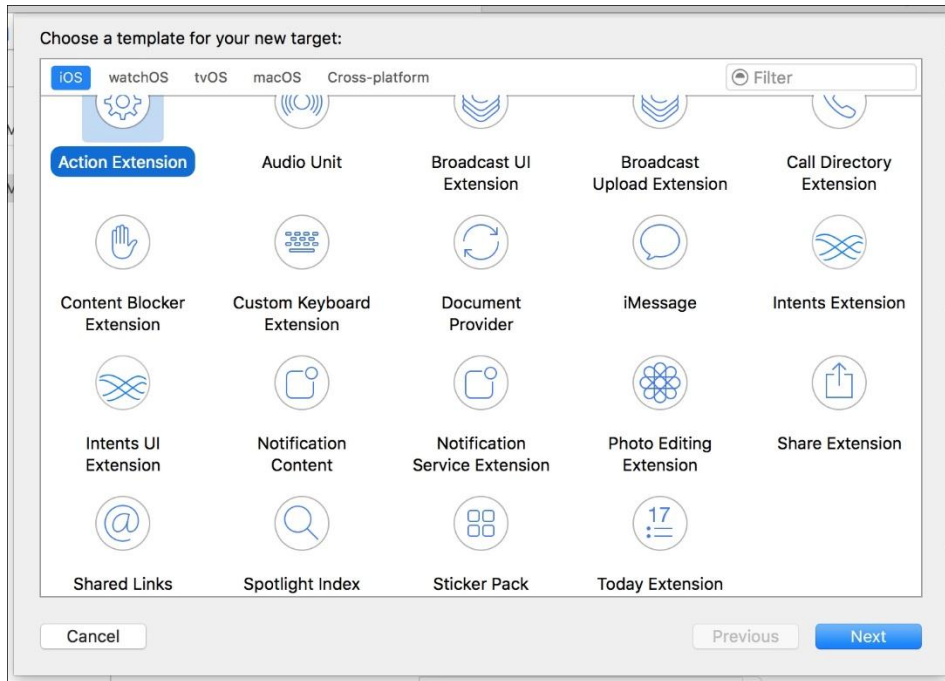 Choose a template for your new target:
iOS watchOS tvOS macOS Cross-platform Filter
Action Extension Audio Unit Broadcast UI Broadcast Call Directory
Extension Upload Extension Extension
Content Blocker Custom Keyboard Document iMessage Intents Extension
Extension Extension Provider
Intents UI Notification Notification Photo Editing Share Extension
Extension Content Service Extension Extension
17
Shared Links Spotlight Index Sticker Pack Today Extension
Cancel Previous Next